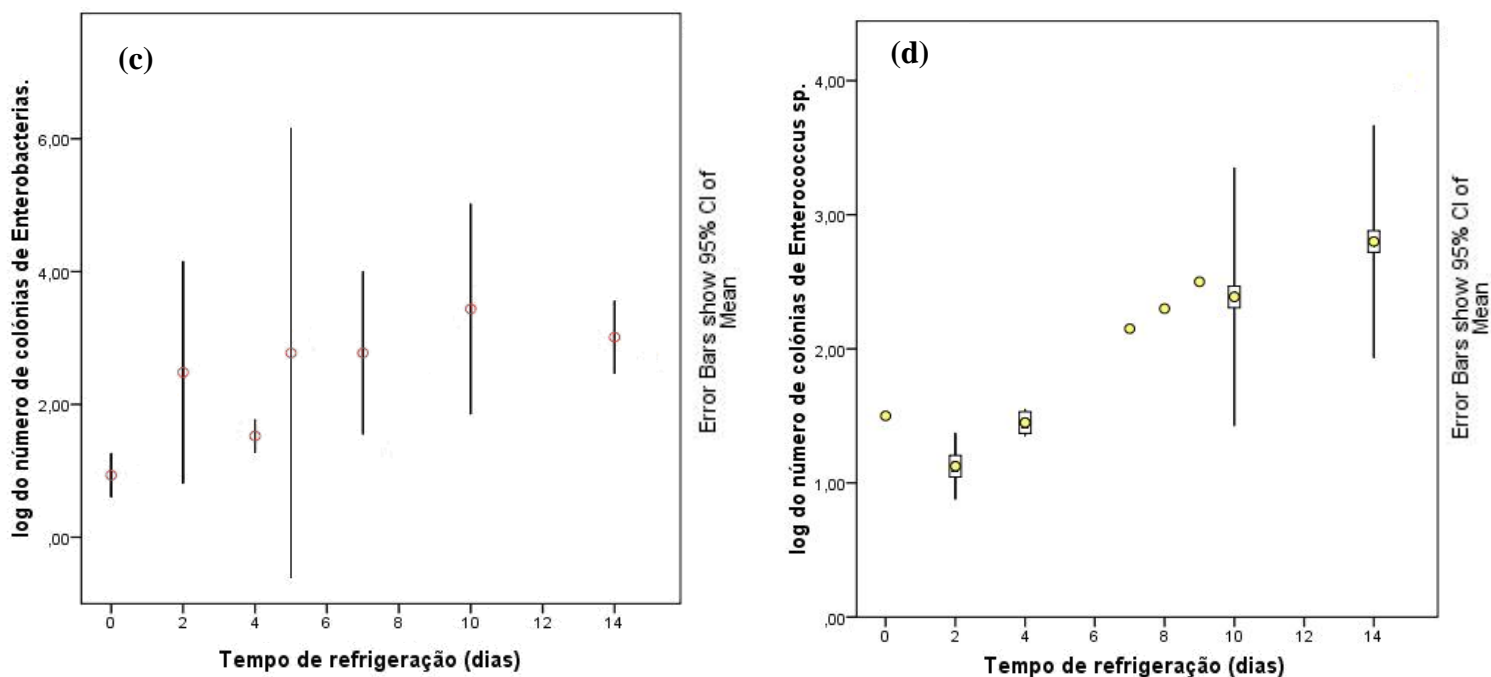 (c)
log do número de colónias de Enterobacterias.
6,00
4,00
2,00
,00
0 2 4 6 8 10 12 14
Tempo de refrigeração (dias)
Error Bars show 95% CI of
Mean
(d)
log do número de colónias de Enterococcus sp.
4,00
3,00
2,00
1,00
,00
0 2 4 6 7 8 10 12 14
Tempo de refrigeração (dias)
Error Bars show 95% CI of
Mean